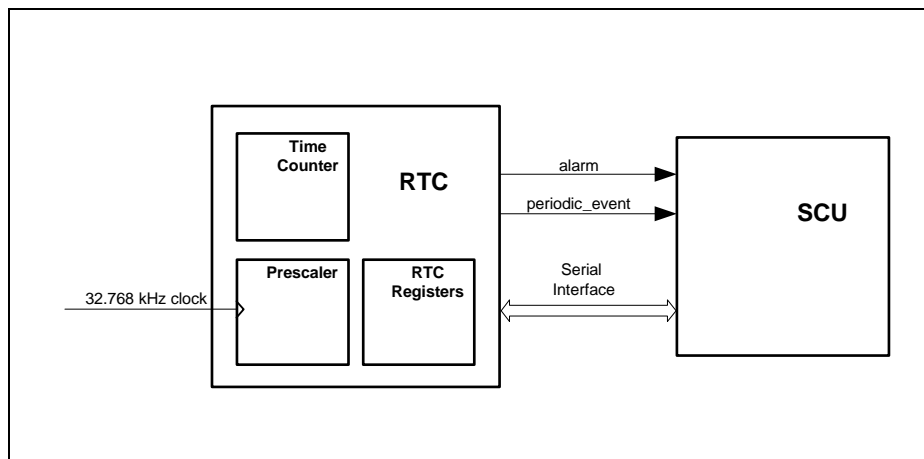 Time
Counter
RTC
alarm
periodic_event
SCU
Prescaler
RTC
Registers
Serial
Interface
32.768 kHz clock